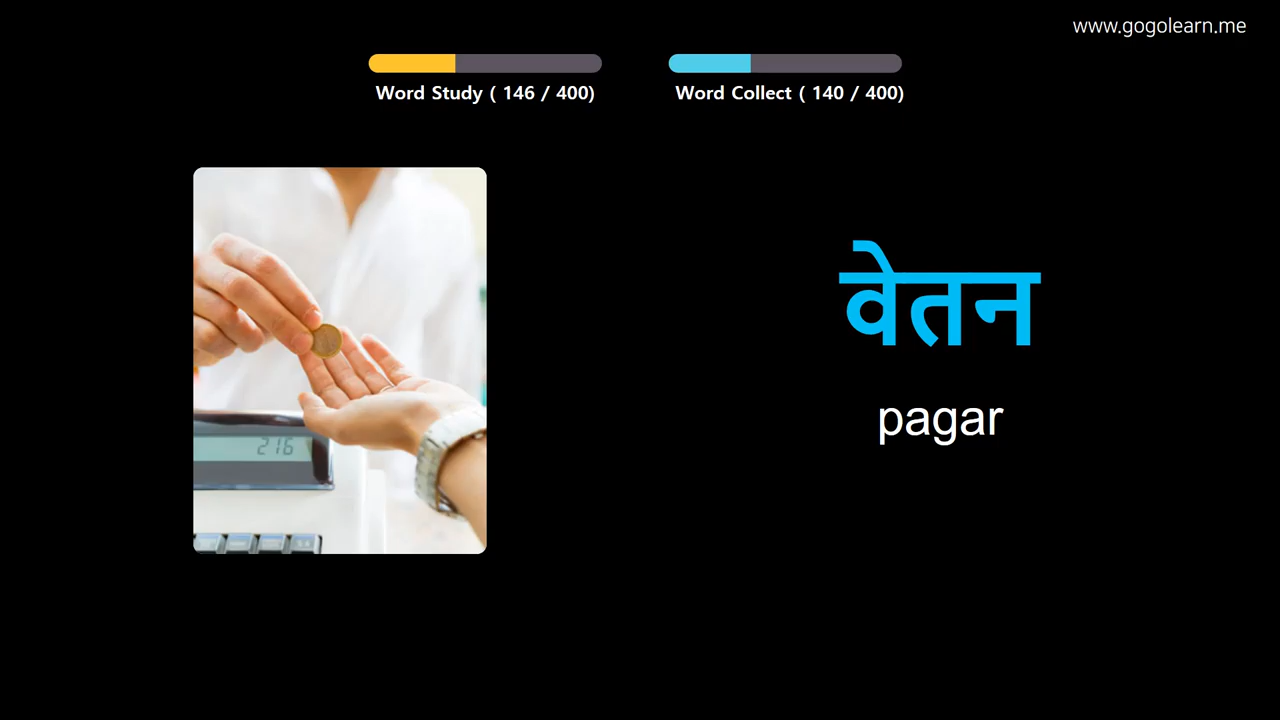 www.gogolearn.me
Word Study ( 146 / 400)
Word Collect ( 140 / 400)
वेतन
pagar
216